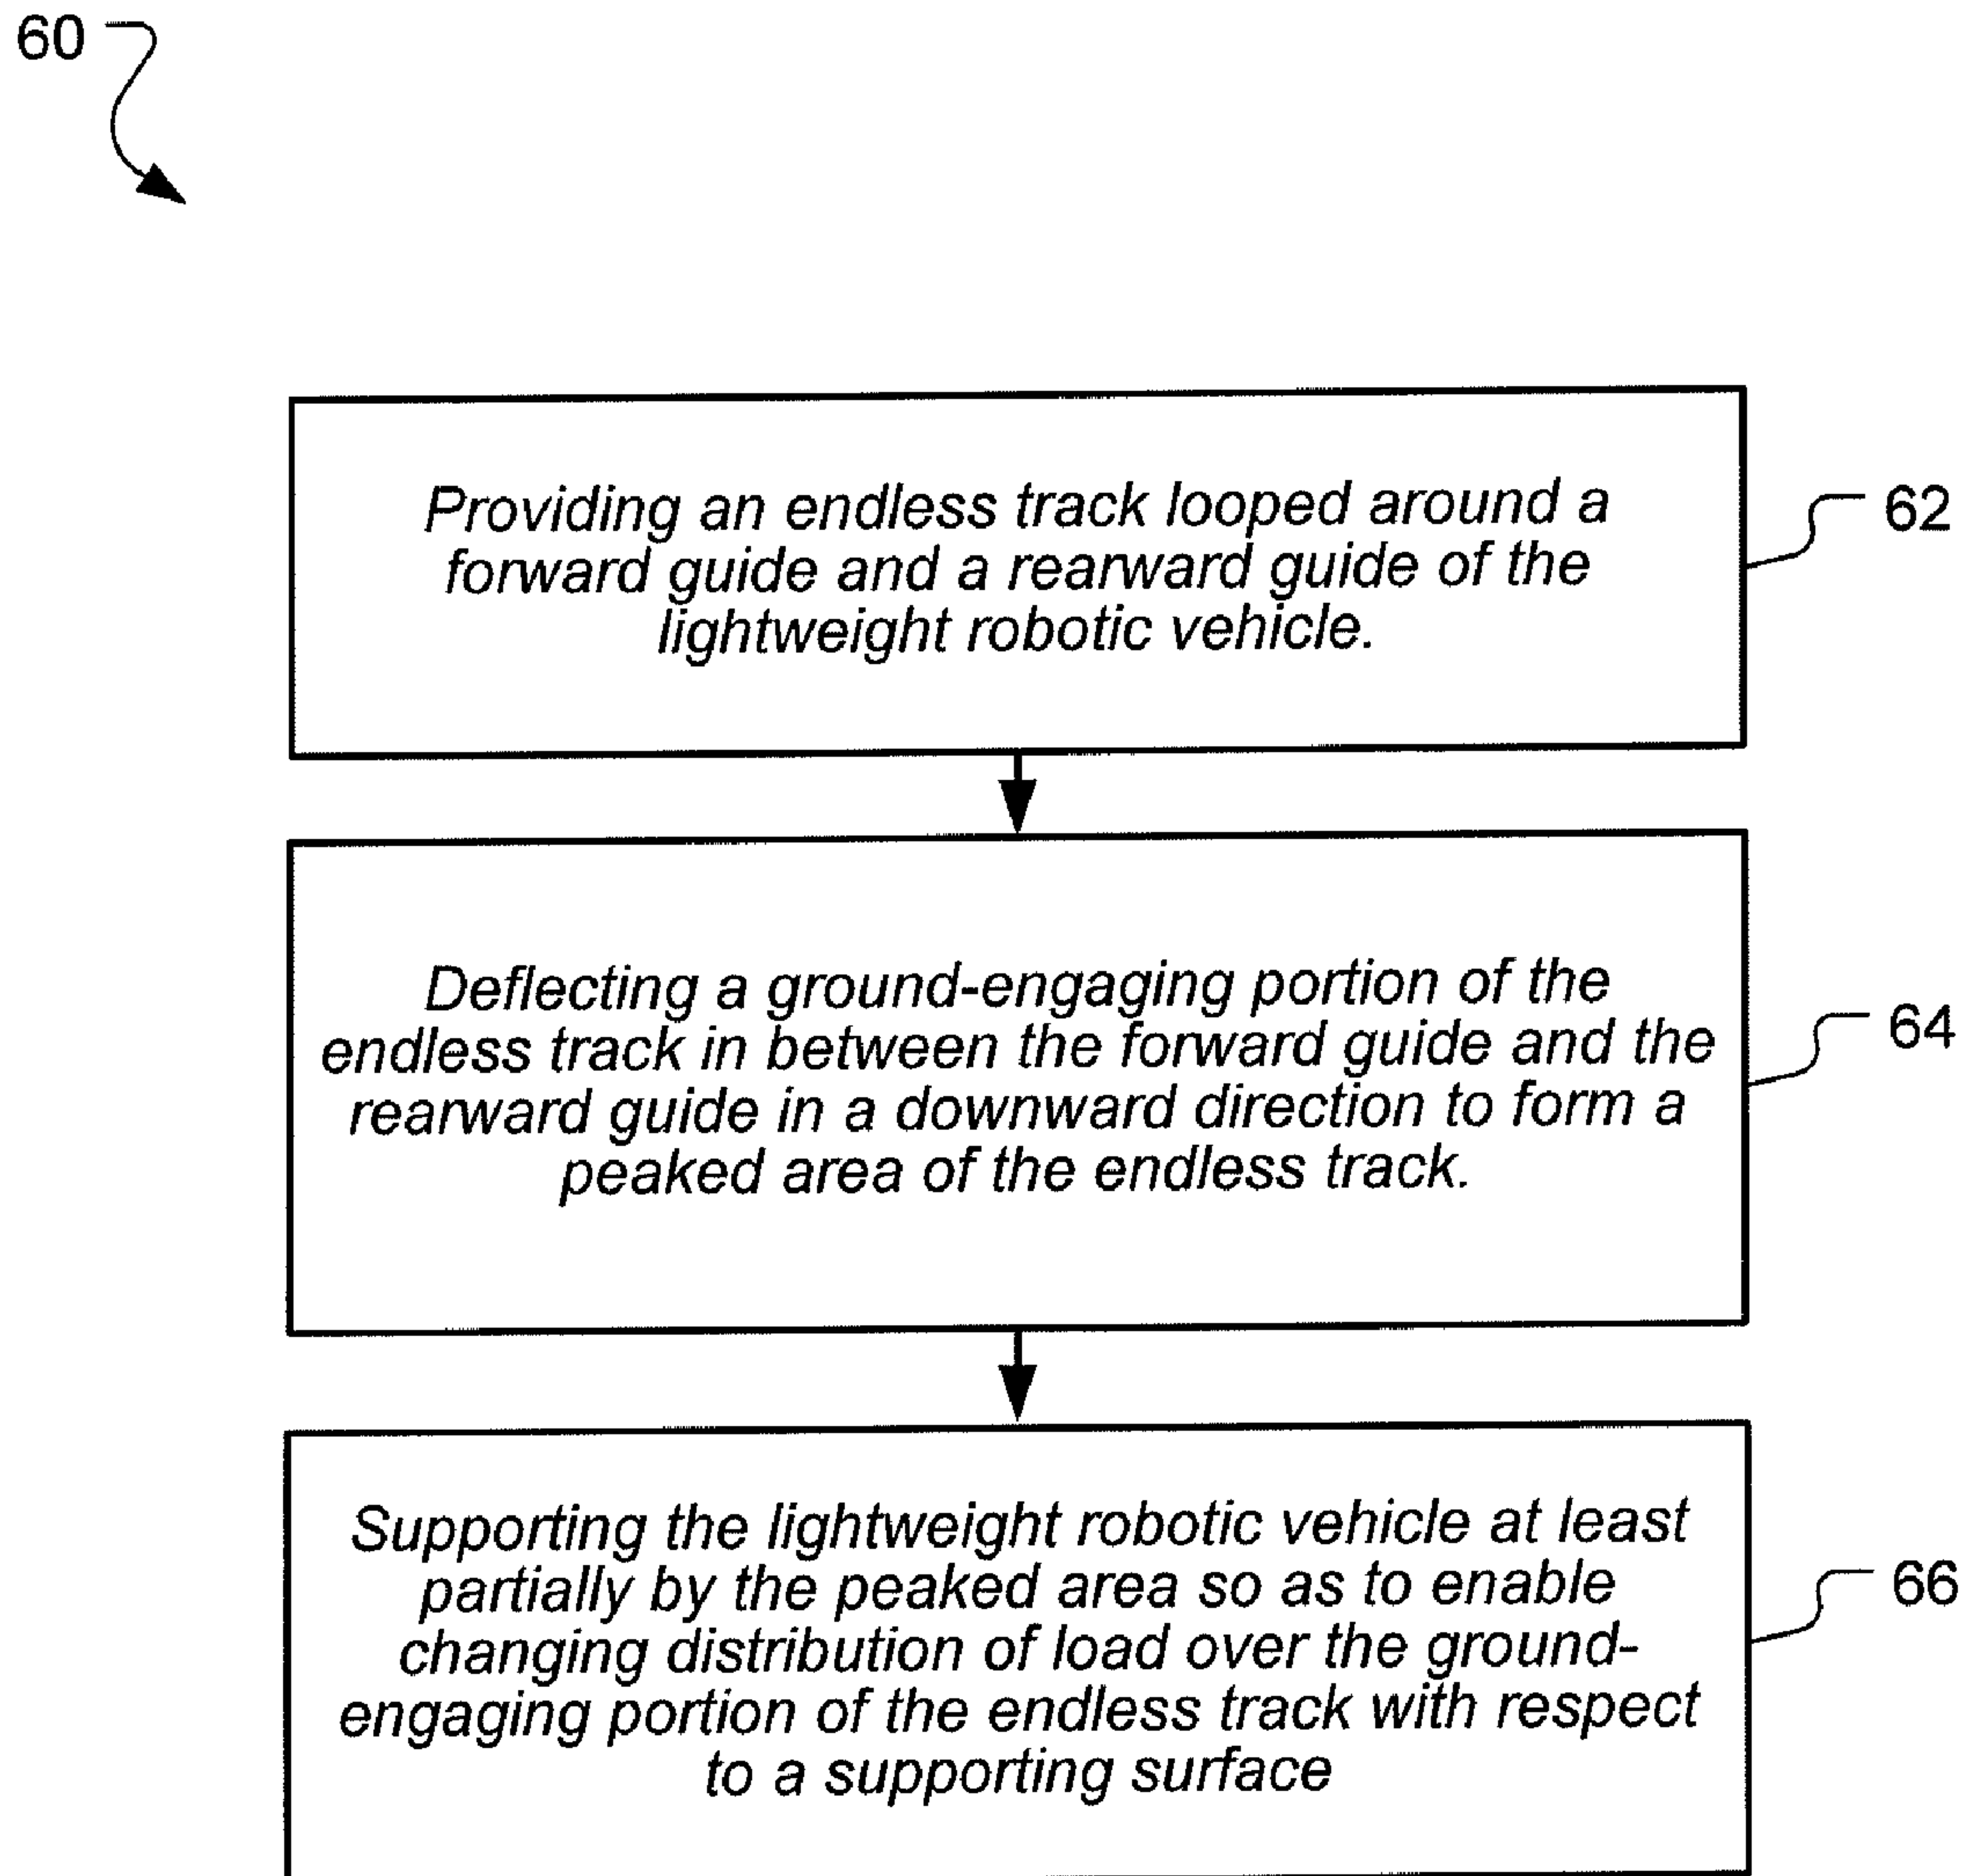 60
Providing an endless track looped around a
forward guide and a rearward guide of the
lightweight robotic vehicle.
62
Deflecting a ground-engaging portion of the
endless track in between the forward guide and the
rearward guide in a downward direction to form a
peaked area of the endless track.
64
Supporting the lightweight robotic vehicle at least
partially by the peaked area so as to enable
changing distribution of load over the ground-
engaging portion of the endless track with respect
to a supporting surface
66